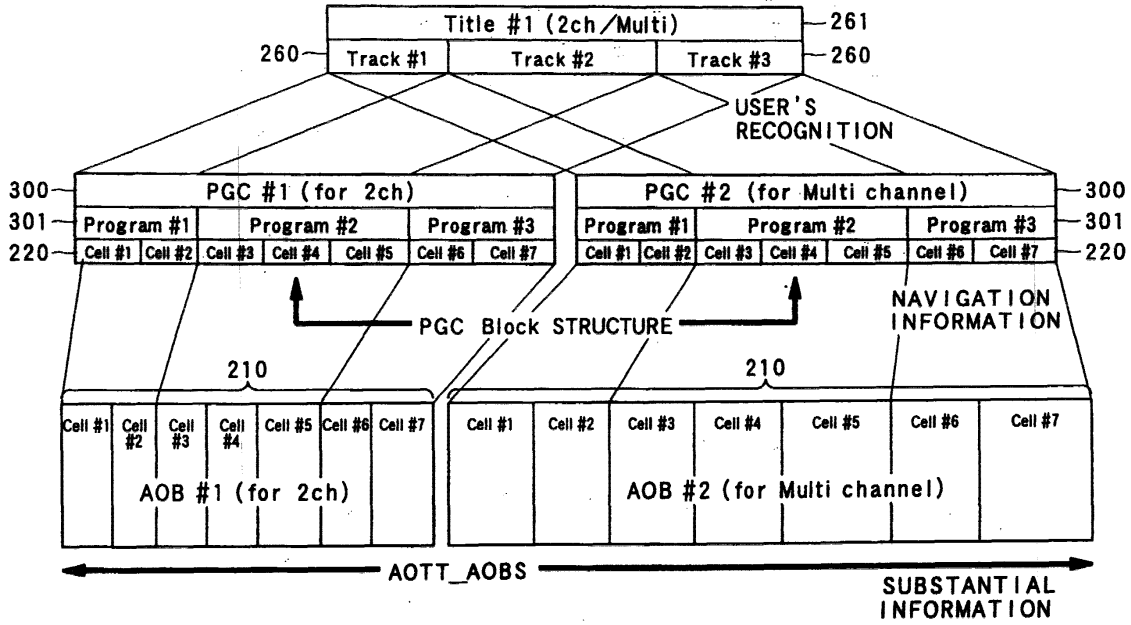 Title #1 (2ch/Multi)
261
260
Track #1
Track #2
Track #3
260
USER'S
RECOGNITION
300
PGC #1 (for 2ch)
PGC #2 (for Multi channel)
300
301
Program #1
Program #2
Program #3
Program #1
Program #2
Program #3
301
220
Cell #1
Cell #2
Cell #3
Cell #4
Cell #5
Cell #6
Cell #7
Cell #1
Cell #2
Cell #3
Cell #4
Cell #5
Cell #6
Cell #7
220
PGC Block STRUCTURE
NAVIGATION
INFORMATION
210
210
Cell #1
Cell
#2
Cell
#3
Cell
#4
Cell #5
Cell #6
Cell #7
Cell #1
Cell #2
Cell #3
Cell #4
Cell #5
Cell #6
Cell #7
AOB #1 (for 2ch)
AOB #2 (for Multi channel)
AOTT_AOBS
SUBSTANTIAL
INFORMATION